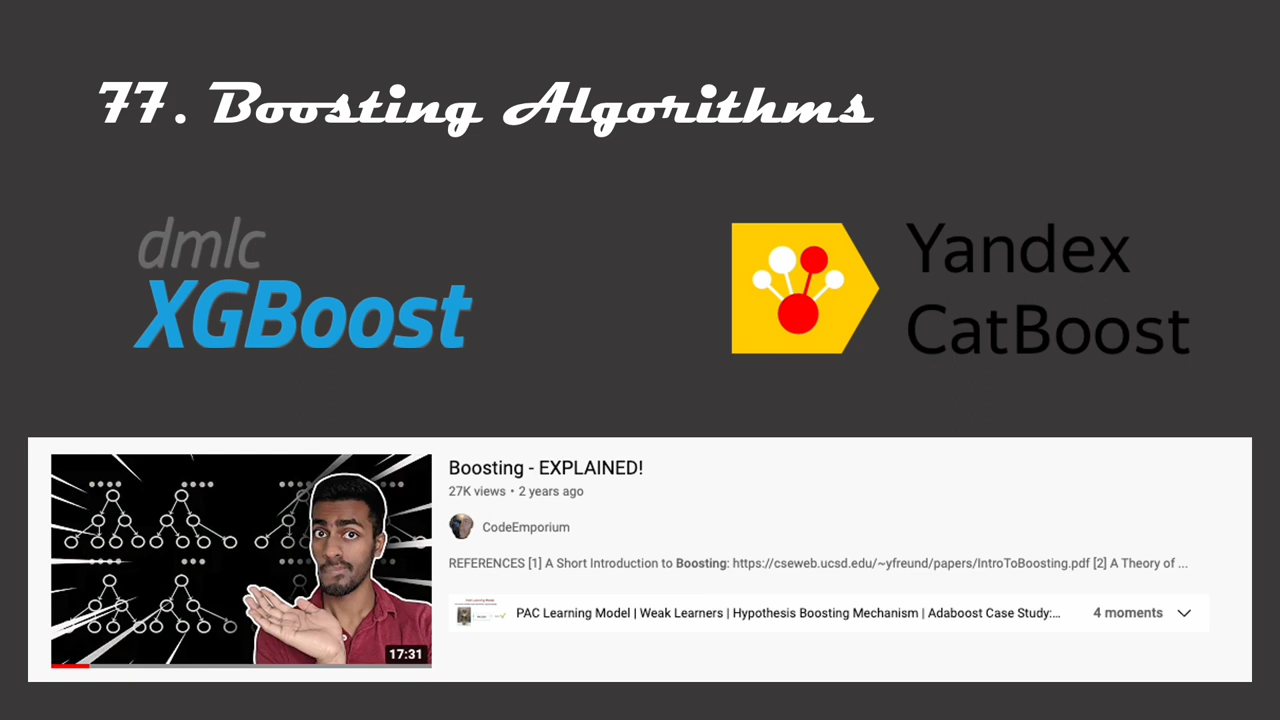 77. Boosting Algorithms
dmlc
XGBoost
Yandex
CatBoost
Boosting - EXPLAINED!
27K views • 2 years ago
CodeEmporium
REFERENCES [1] A Short Introduction to Boosting: https://cseweb.ucsd.edu/~yfreund/papers/IntroToBoosting.pdf [2] A Theory of ...
PAC Learning Model | Weak Learners | Hypothesis Boosting Mechanism | Adaboost Case Study:... 4 moments
17:31